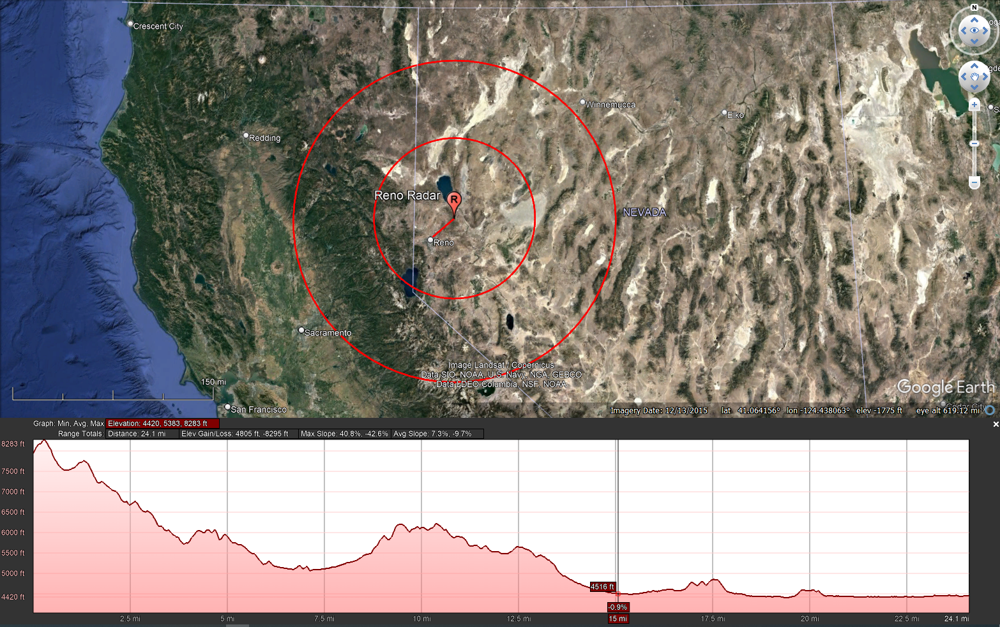 N
Crescent City
Winnemucca
Elko
Redding
Reno Radar
R
NEVADA
Reno
Sacramento
Image Landsat / Copernicus
Data SIO, NOAA, U.S. Navy, NGA, GEBCO
Data LDEO-Columbia, NSF, NOAA
150 mi
Google Earth
San Francisco
Cedar City
Imagery Date: 12/13/2015 lat 41.064156° lon -124.438063° elev -1775 ft eye alt 619.12 mi
Graph: Min, Avg, Max Elevation: 4420, 5383, 8283 ft
Range Totals: Distance: 24.1 mi Elev Gain/Loss: 4805 ft, -8295 ft Max Slope: 40.8%, -42.6% Avg Slope: 7.3%, -9.7%
8283 ft
7500 ft
7000 ft
6500 ft
6000 ft
5500 ft
5000 ft
4516 ft
4420 ft
-0.9%
2.5 mi 5 mi 7.5 mi 10 mi 12.5 mi 15 mi 17.5 mi 20 mi 22.5 mi 24.1 mi